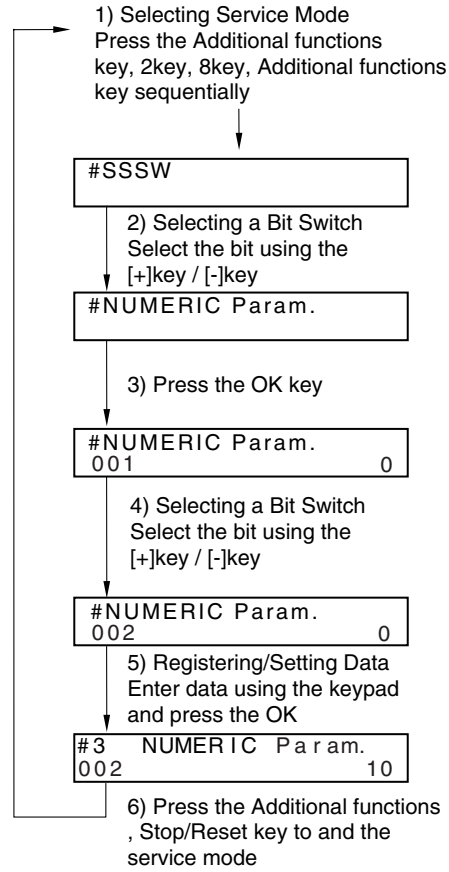 1) Selecting Service Mode
Press the Additional functions
key, 2key, 8key, Additional functions
key sequentially
#SSSW
2) Selecting a Bit Switch
Select the bit using the
[+]key / [-]key
#NUMERIC Param.
3) Press the OK key
#NUMERIC Param.
001 0
4) Selecting a Bit Switch
Select the bit using the
[+]key / [-]key
#NUMERIC Param.
002 0
5) Registering/Setting Data
Enter data using the keypad
and press the OK
#3 NUMERIC Param.
002 10
6) Press the Additional functions
, Stop/Reset key to and the
service mode